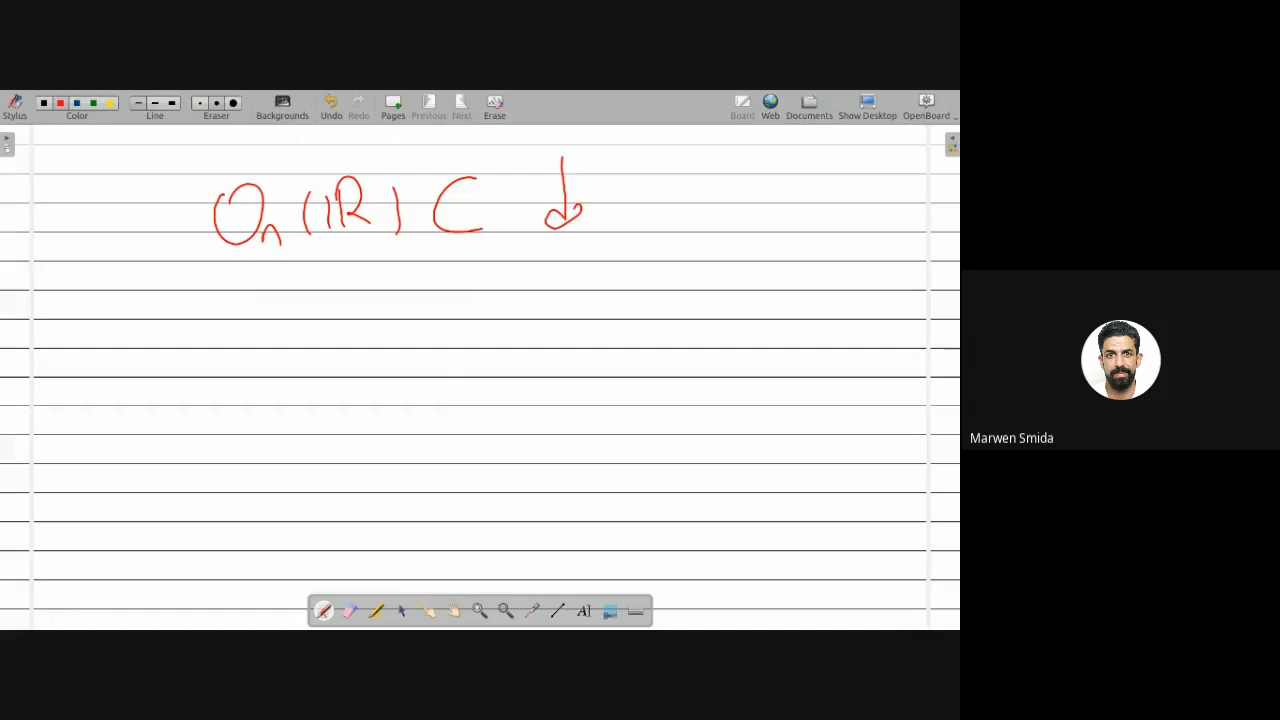 Stylus Color Line Eraser Backgrounds Undo Redo Pages Previous Next Erase Board Web Documents Show Desktop OpenBoard
Oₙ(ℝ) ⊂
Marwen Smida